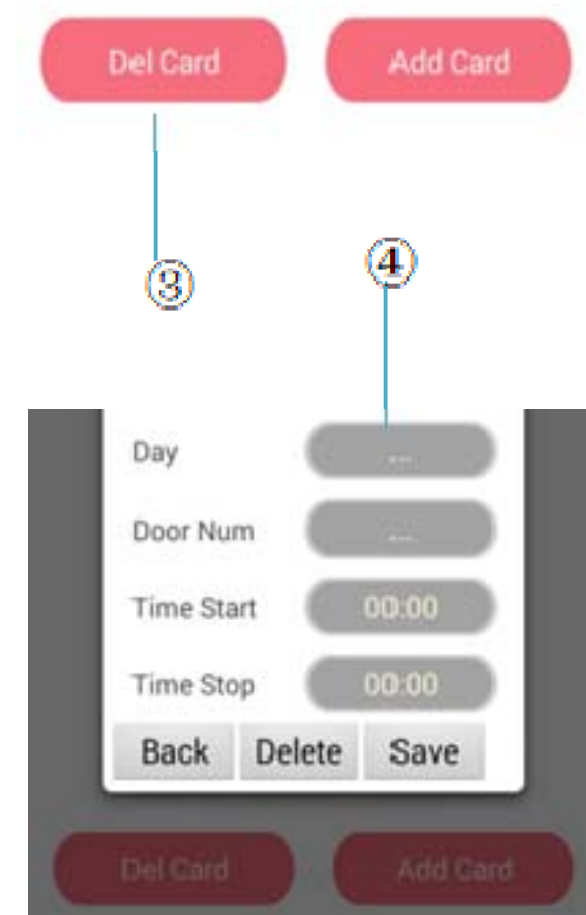 Del Card Add Card
③ ④
Day ...
Door Num ...
Time Start 00:00
Time Stop 00:00
Back Delete Save
Del Card Add Card